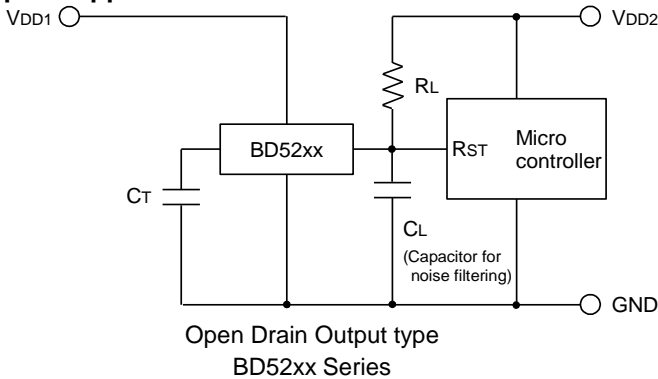 VDD1
VDD2
RL
BD52xx
RST
Micro
controller
CT
CL
(Capacitor for
noise filtering)
GND
Open Drain Output type
BD52xx Series